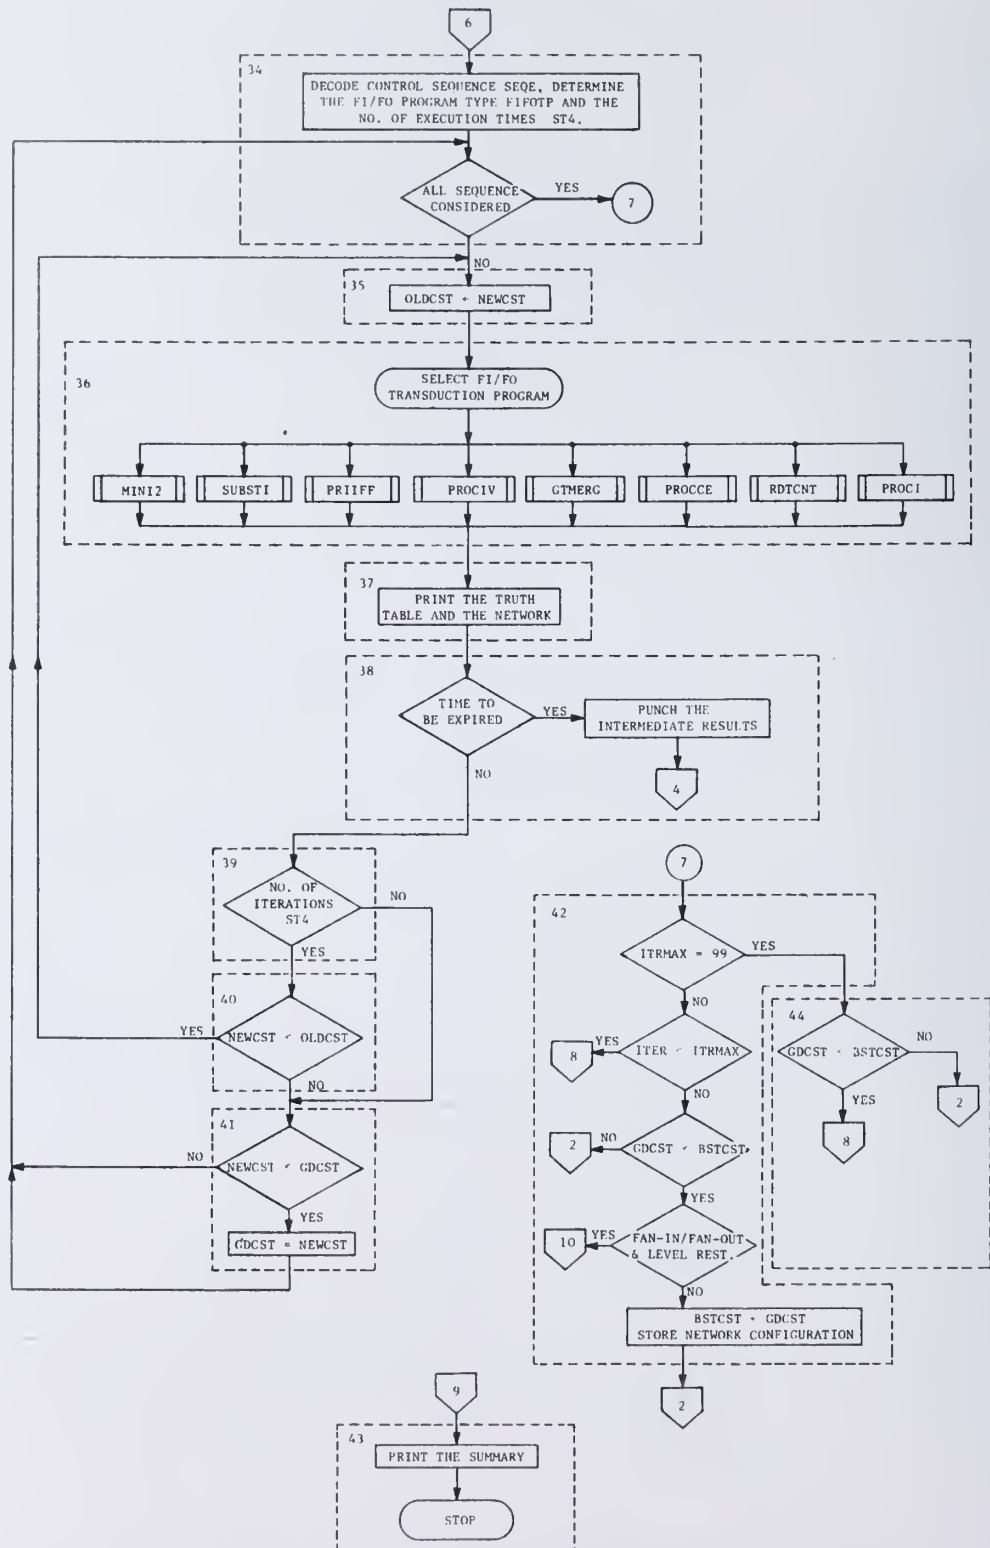 6
34
DECODE CONTROL SEQUENCE SEQE, DETERMINE
THE FI/FO PROGRAM TYPE FIFOTP AND THE
NO. OF EXECUTION TIMES ST4.
ALL SEQUENCE
CONSIDERED
YES
7
NO
35
OLDCST ← NEWCST
36
SELECT FI/FO
TRANSDUCTION PROGRAM
MINI2
SUBSTI
PRIIFF
PROCIV
GTMERG
PROCCE
RDTCNT
PROCI
37
PRINT THE TRUTH
TABLE AND THE NETWORK
38
TIME TO
BE EXPIRED
YES
PUNCH THE
INTERMEDIATE RESULTS
NO
4
39
NO. OF
ITERATIONS
ST4
NO
YES
40
NEWCST < OLDCST
YES
NO
41
NEWCST < GDCST
NO
YES
GDCST = NEWCST
7
42
ITRMAX = 99
YES
NO
ITER < ITRMAX
YES
8
NO
GDCST < BSTCST
NO
2
YES
FAN-IN/FAN-OUT
& LEVEL REST.
YES
10
NO
BSTCST ← GDCST
STORE NETWORK CONFIGURATION
2
44
GDCST < BSTCST
NO
2
YES
8
9
43
PRINT THE SUMMARY
STOP